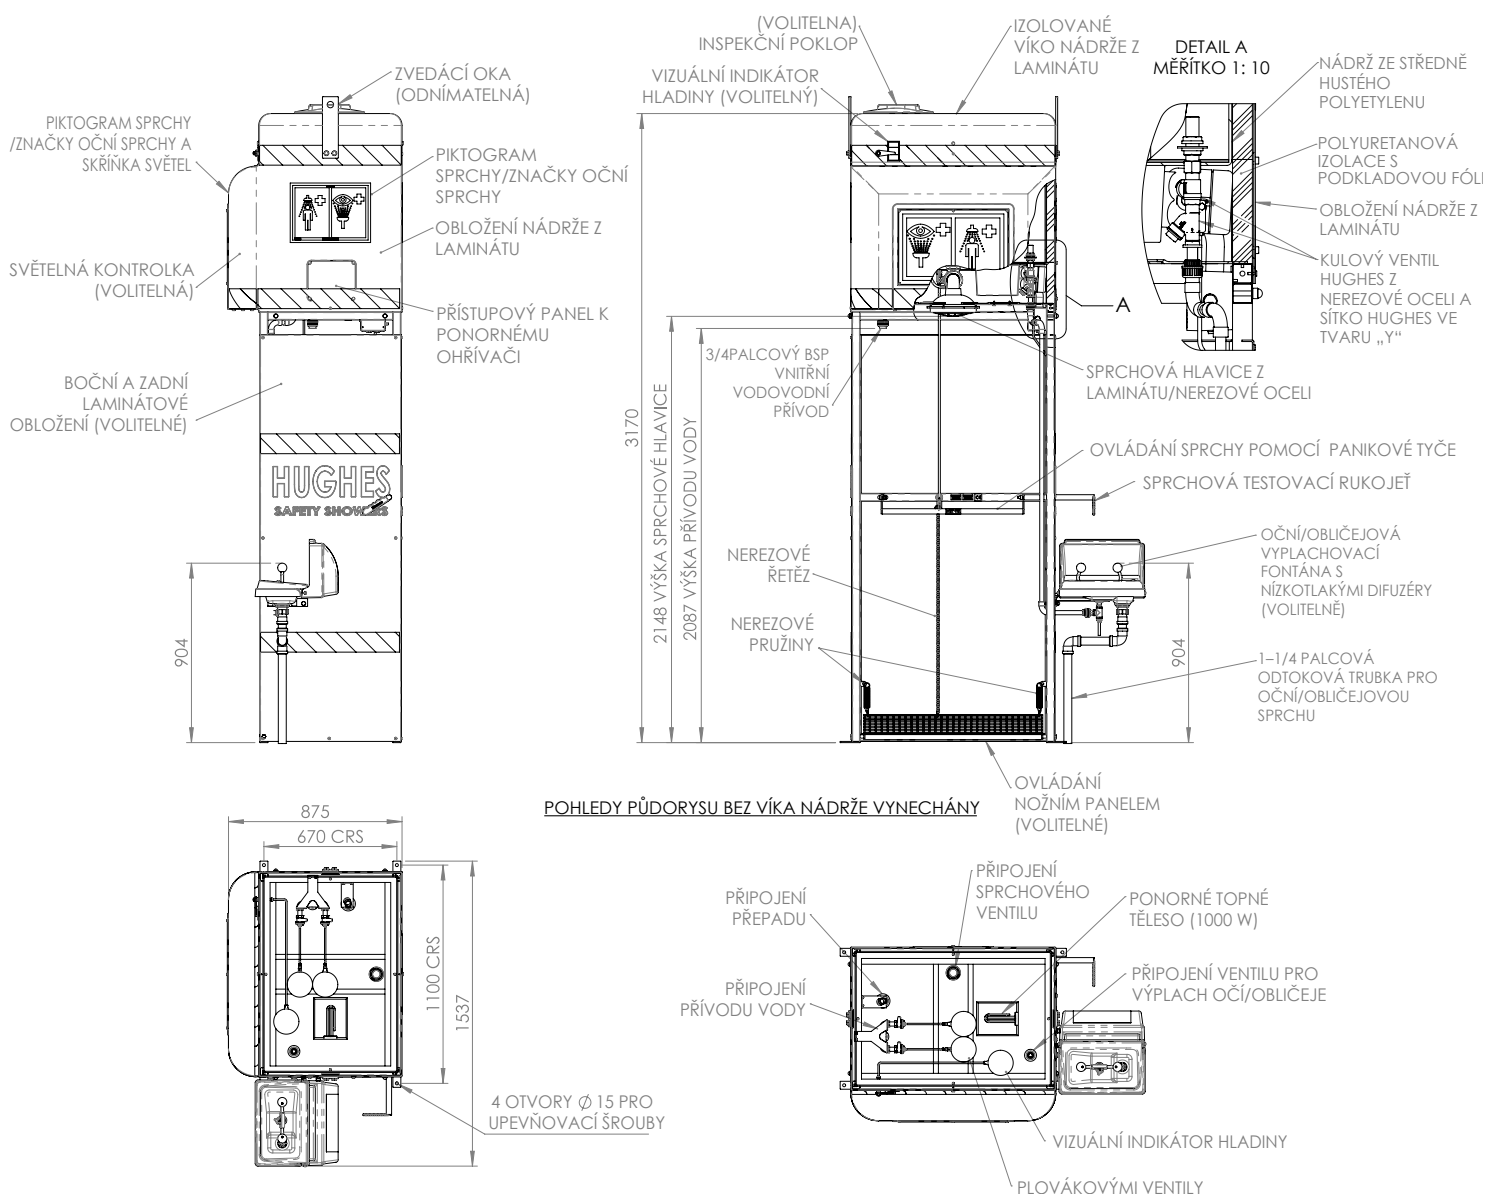 ZVEDÁCÍ OKA
(ODNÍMATELNÁ)
PIKTOGRAM SPRCHY
/ZNAČKY OČNÍ SPRCHY A
SKŘÍŇKA SVĚTEL
PIKTOGRAM
SPRCHY/ZNAČKY OČNÍ
SPRCHY
OBLOŽENÍ NÁDRŽE Z
LAMINÁTU
SVĚTELNÁ KONTROLKA
(VOLITELNÁ)
PŘÍSTUPOVÝ PANEL K
PONORNÉMU
OHŘÍVAČI
BOČNÍ A ZADNÍ
LAMINÁTOVÉ
OBLOŽENÍ (VOLITELNÉ)
HUGHES
SAFETY SHOWERS
904
(VOLITELNA)
INSPEKČNÍ POKLOP
VIZUÁLNÍ INDIKÁTOR
HLADINY (VOLITELNÝ)
IZOLOVANÉ
VÍKO NÁDRŽE Z
LAMINÁTU
DETAIL A
MĚŘÍTKO 1: 10
NÁDRŽ ZE STŘEDNĚ
HUSTÉHO
POLYETYLENU
POLYURETANOVÁ
IZOLACE S
PODKLADOVOU FÓLI
OBLOŽENÍ NÁDRŽE Z
LAMINÁTU
KULOVÝ VENTIL
HUGHES Z
NEREZOVÉ OCELI A
SÍTKO HUGHES VE
TVARU „Y“
A
3/4PALCOVÝ BSP
VNITŘNÍ
VODOVODNÍ
PŘÍVOD
SPRCHOVÁ HLAVICE Z
LAMINÁTU/NEREZOVÉ OCELI
3170
2148 VÝŠKA SPRCHOVÉ HLAVICE
2087 VÝŠKA PŘÍVODU VODY
OVLÁDÁNÍ SPRCHY POMOCÍ PANIKOVÉ TYČE
SPRCHOVÁ TESTOVACÍ RUKOJEŤ
NEREZOVÉ
ŘETĚZ
NEREZOVÉ
PRUŽINY
OČNÍ/OBLIČEJOVÁ
VYPLACHOVACÍ
FONTÁNA S
NÍZKOTLAKÝMI DIFUZÉRY
(VOLITELNĚ)
904
1–1/4 PALCOVÁ
ODTOKOVÁ TRUBKA PRO
OČNÍ/OBLIČEJOVOU
SPRCHU
OVLÁDÁNÍ
NOŽNÍM PANELEM
(VOLITELNÉ)
POHLEDY PŮDORYSU BEZ VÍKA NÁDRŽE VYNECHÁNY
875
670 CRS
1100 CRS
1537
4 OTVORY Ø 15 PRO
UPEVŇOVACÍ ŠROUBY
PŘIPOJENÍ
PŘEPADU
PŘIPOJENÍ
SPRCHOVÉHO
VENTILU
PONORNÉ TOPNÉ
TĚLESO (1000 W)
PŘIPOJENÍ
PŘÍVODU VODY
PŘIPOJENÍ VENTILU PRO
VÝPLACH OČÍ/OBLIČEJE
VIZUÁLNÍ INDIKÁTOR HLADINY
PLOVÁKOVÝMI VENTILY